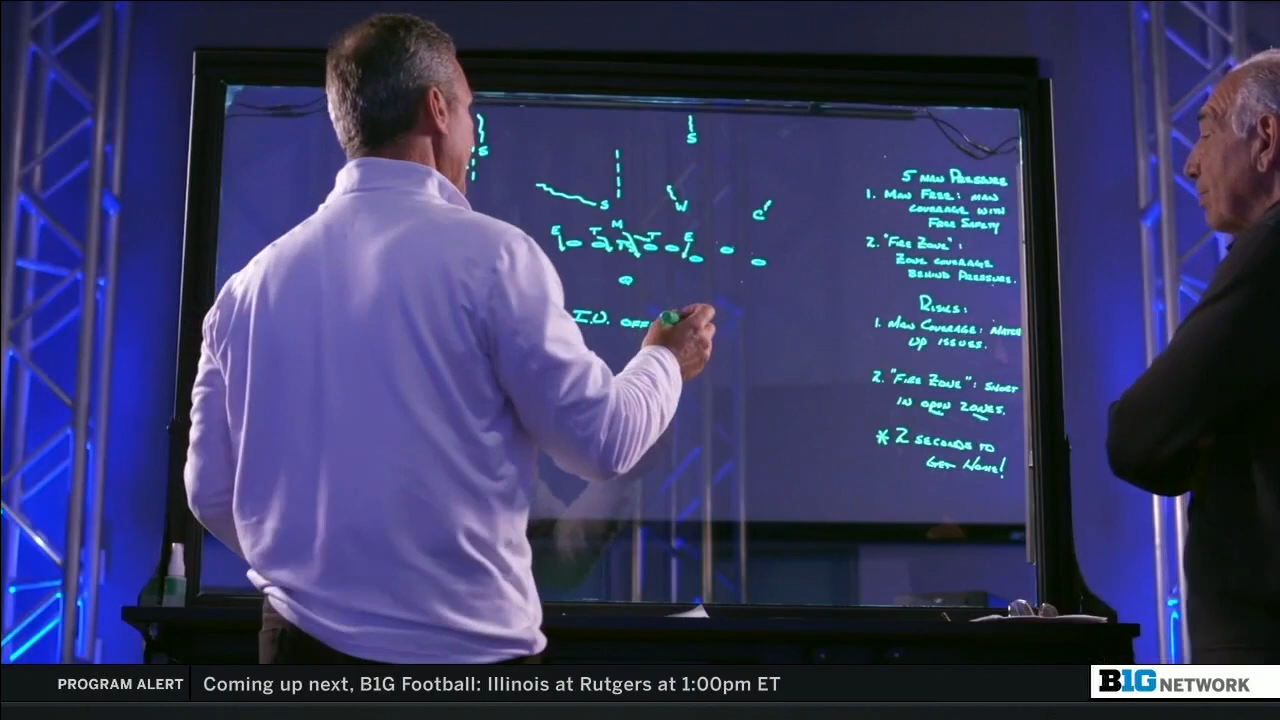 S
S
S
W
C
M
E T T E
I.U. OFF
5 MAN PRESSURE
1. MAN FREE: MAN
COVERAGE WITH
FREE SAFETY
2. "FIRE ZONE":
ZONE COVERAGE
BEHIND PRESSURE.
RISKS:
1. MAN COVERAGE: MATCH
UP ISSUES.
2. "FIRE ZONE": SHORT
IN OPEN ZONES.
* 2 SECONDS TO
GET HOME!
PROGRAM ALERT
Coming up next, B1G Football: Illinois at Rutgers at 1:00pm ET
B1G NETWORK